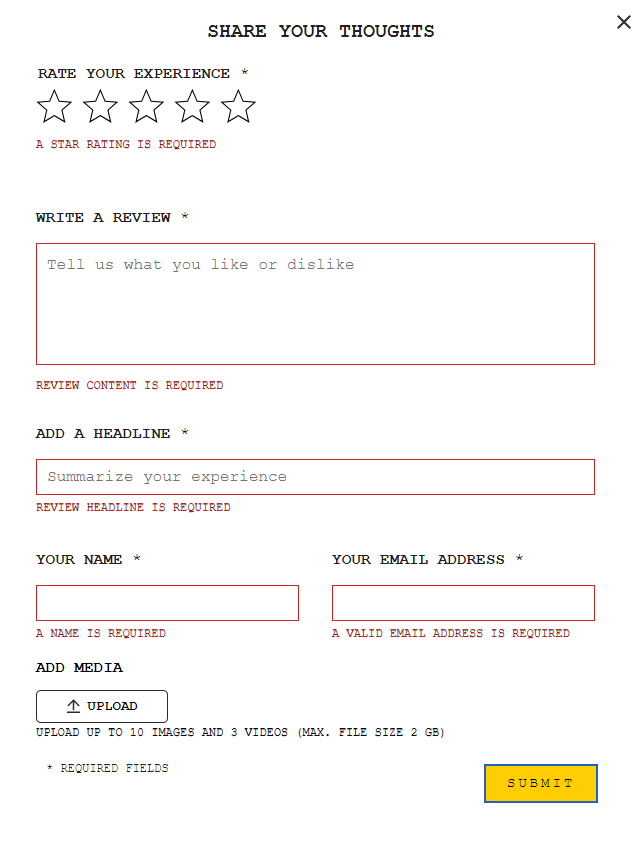 SHARE YOUR THOUGHTS
RATE YOUR EXPERIENCE *
A STAR RATING IS REQUIRED
WRITE A REVIEW *
Tell us what you like or dislike
REVIEW CONTENT IS REQUIRED
ADD A HEADLINE *
Summarize your experience
REVIEW HEADLINE IS REQUIRED
YOUR NAME *
YOUR EMAIL ADDRESS *
A NAME IS REQUIRED
A VALID EMAIL ADDRESS IS REQUIRED
ADD MEDIA
UPLOAD
UPLOAD UP TO 10 IMAGES AND 3 VIDEOS (MAX. FILE SIZE 2 GB)
* REQUIRED FIELDS
SUBMIT